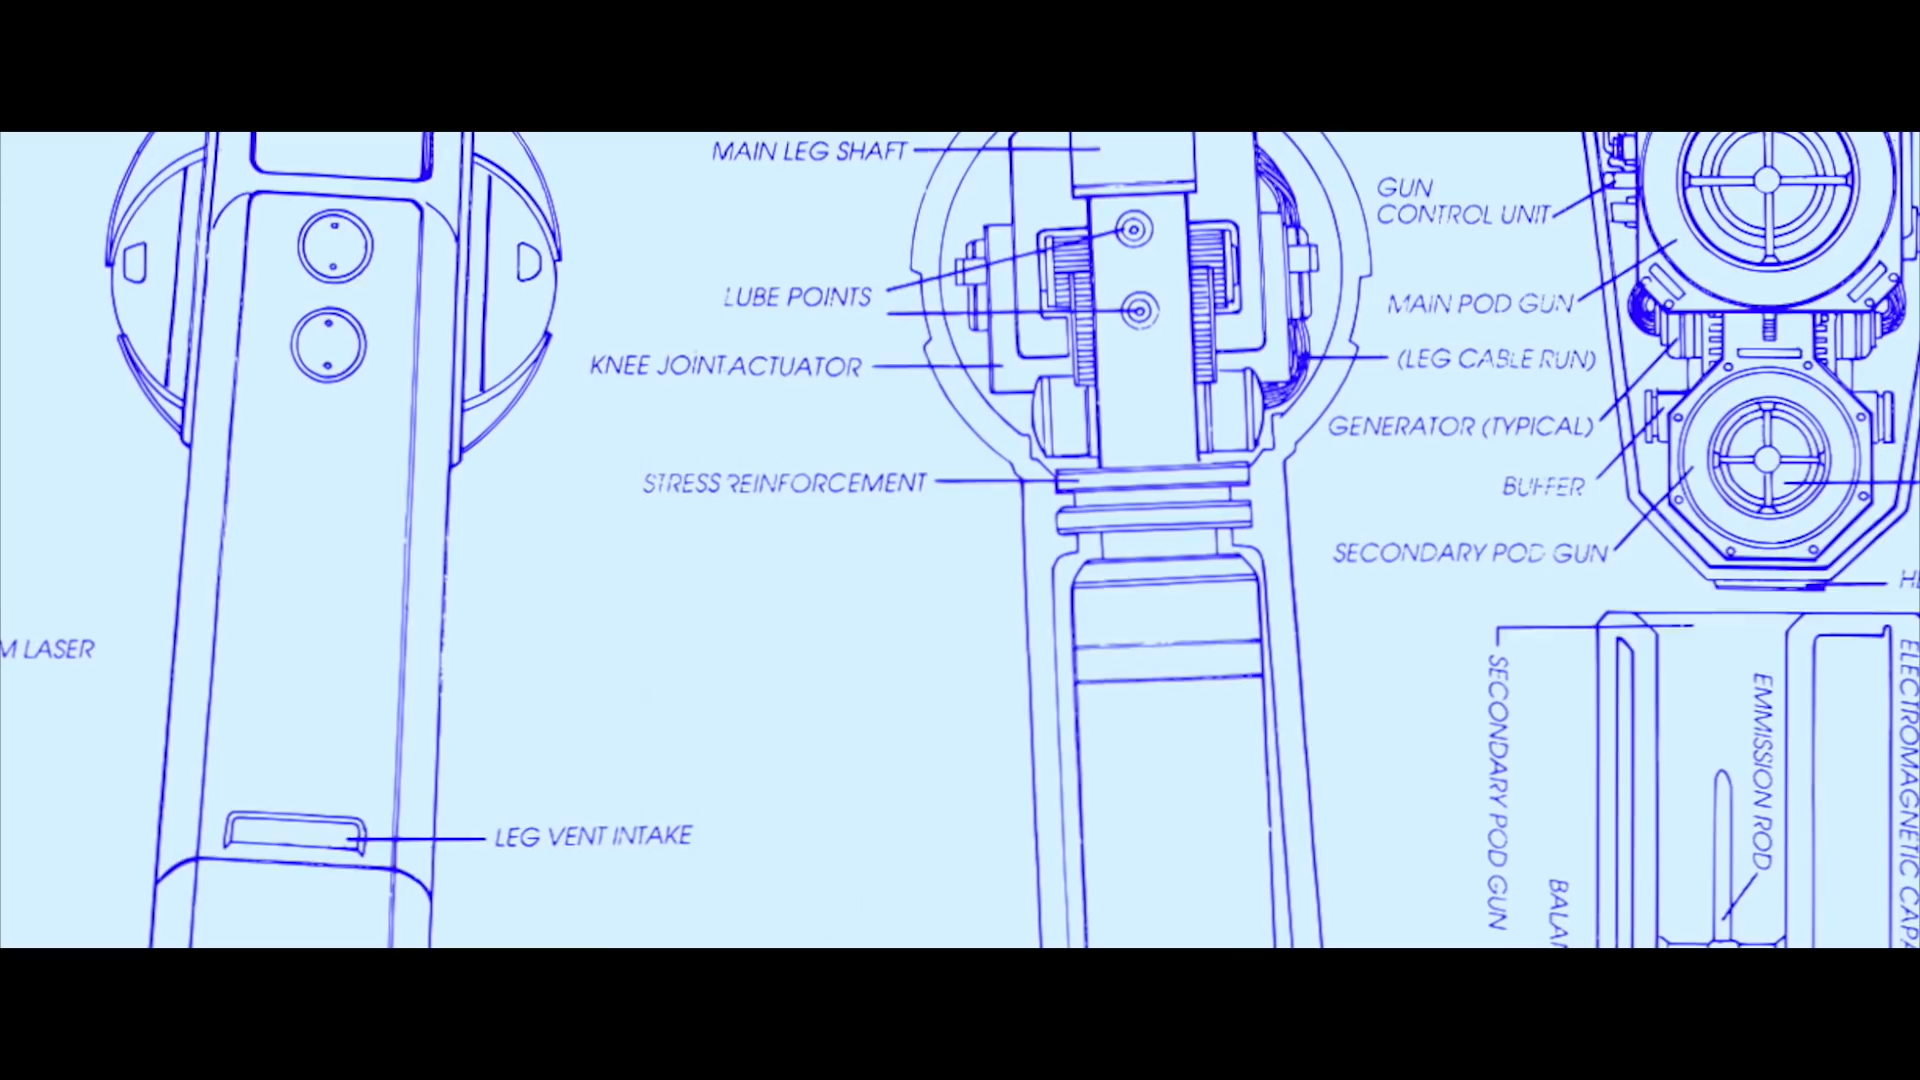 MAIN LEG SHAFT
GUN
CONTROL UNIT
LUBE POINTS
MAIN POD GUN
KNEE JOINT ACTUATOR
(LEG CABLE RUN)
GENERATOR (TYPICAL)
STRESS REINFORCEMENT
BUFFER
SECONDARY POD GUN
M LASER
LEG VENT INTAKE
SECONDARY POD GUN
EMMISSION ROD
ELECTROMAGNETIC